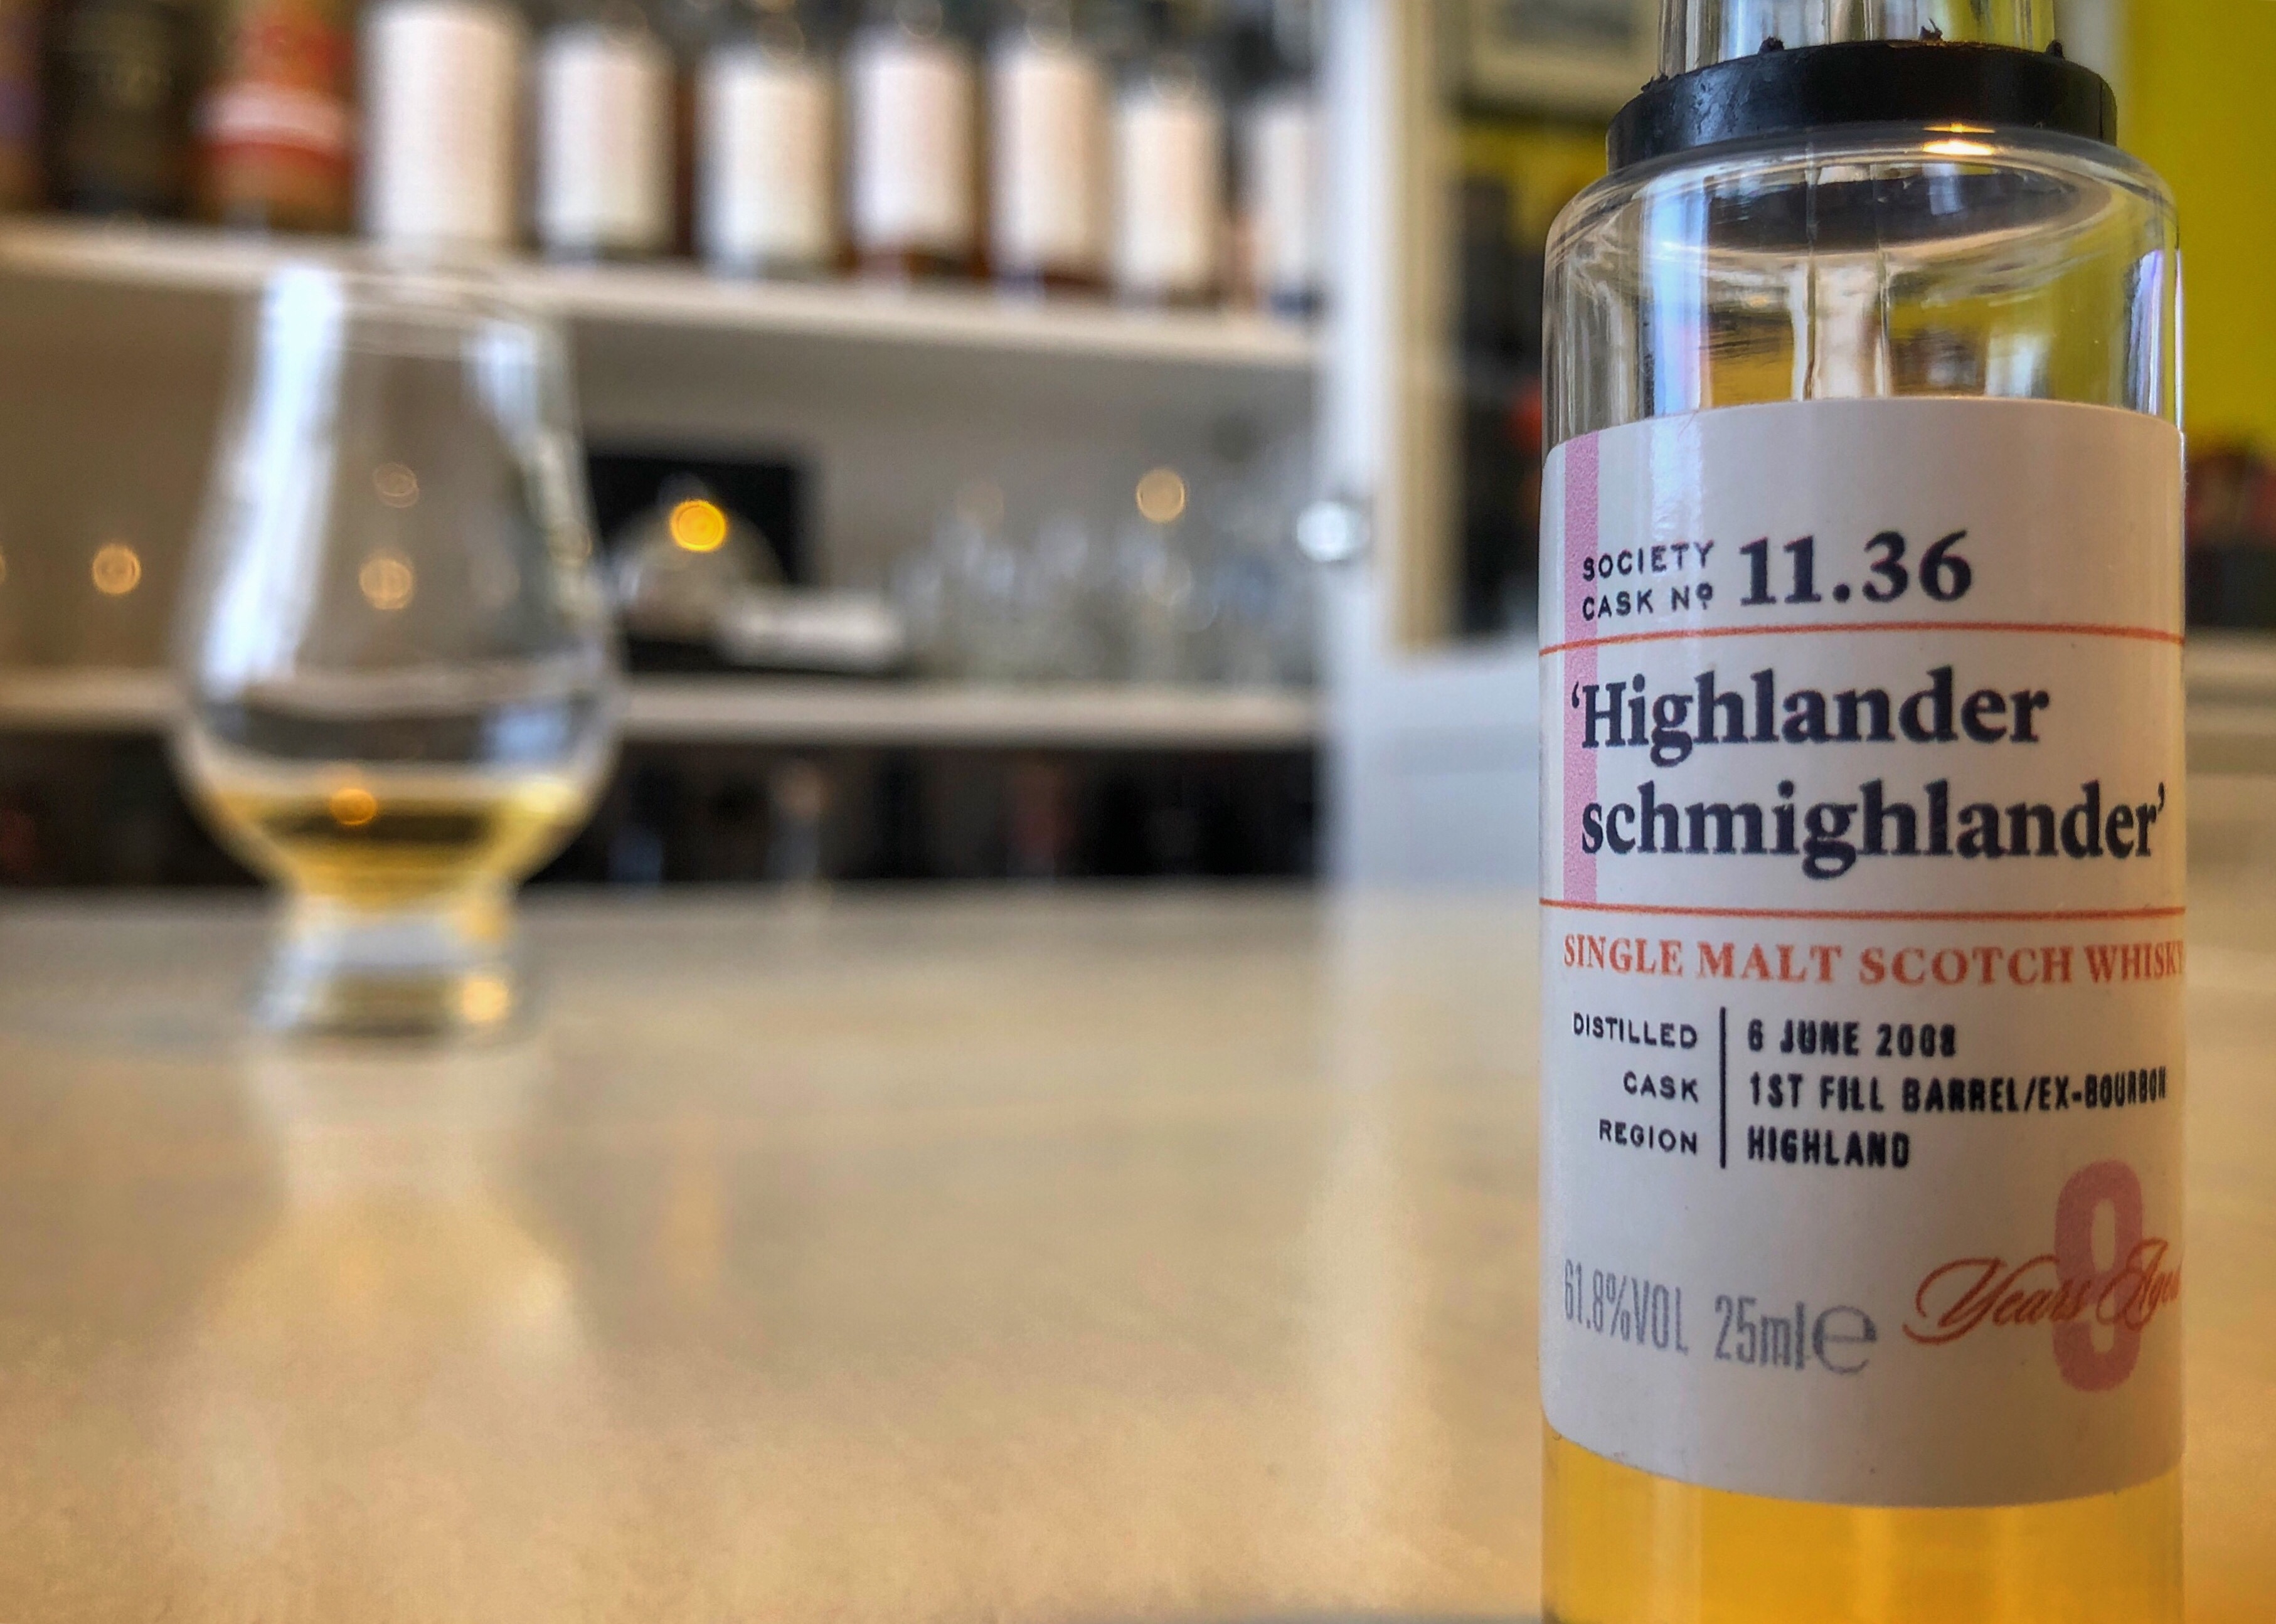 SOCIETY
CASK Nº 11.36
‘Highlander
schmighlander’
SINGLE MALT SCOTCH WHISKY
DISTILLED 6 JUNE 2008
CASK 1ST FILL BARREL/EX-BOURBON
REGION HIGHLAND
9
Years Aged
61.8%VOL 25ml e